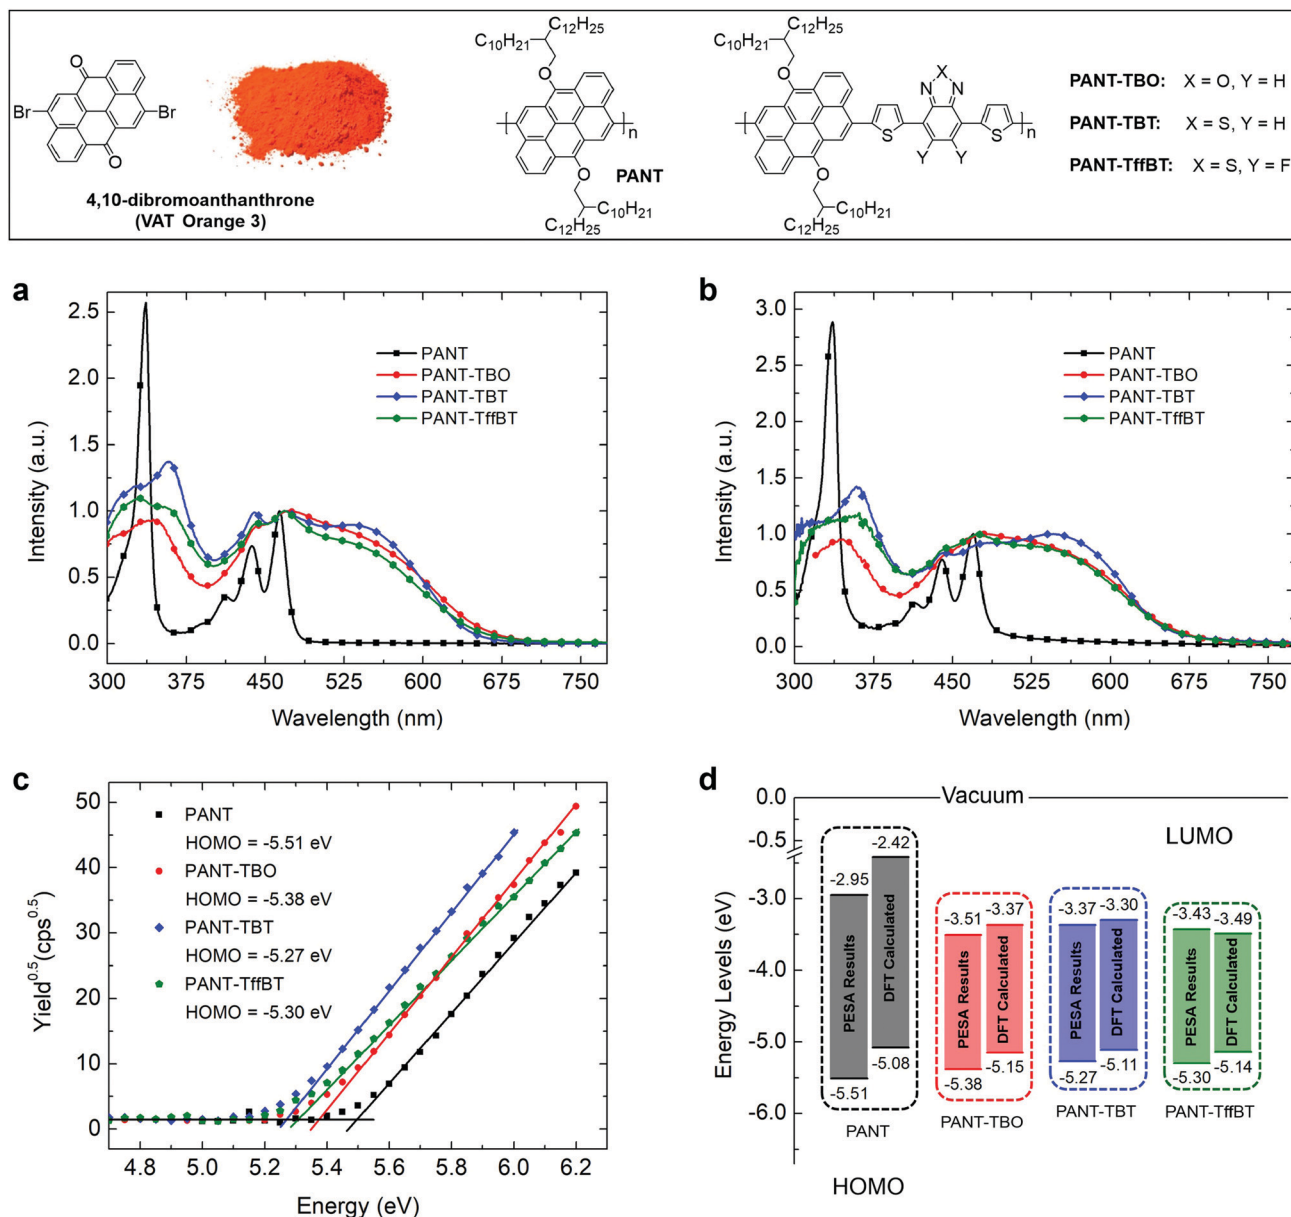 C12H25
C10H21
O
O
Br
Br
O
n
PANT
O
C10H21
C12H25
4,10-dibromoanthanthrone
(VAT Orange 3)
C12H25
C10H21
O
X
N N
S
S
n
Y Y
O
C10H21
C12H25
PANT-TBO: X = O, Y = H
PANT-TBT: X = S, Y = H
PANT-TffBT: X = S, Y = F
a
Intensity (a.u.)
2.5
2.0
1.5
1.0
0.5
0.0
PANT
PANT-TBO
PANT-TBT
PANT-TffBT
300 375 450 525 600 675 750
Wavelength (nm)
b
Intensity (a.u.)
3.0
2.5
2.0
1.5
1.0
0.5
0.0
PANT
PANT-TBO
PANT-TBT
PANT-TffBT
300 375 450 525 600 675 750
Wavelength (nm)
c
Yield0.5(cps0.5)
50
40
30
20
10
0
PANT
HOMO = -5.51 eV
PANT-TBO
HOMO = -5.38 eV
PANT-TBT
HOMO = -5.27 eV
PANT-TffBT
HOMO = -5.30 eV
4.8 5.0 5.2 5.4 5.6 5.8 6.0 6.2
Energy (eV)
d
Energy Levels (eV)
0.0
-0.5
-3.0
-4.0
-5.0
-6.0
Vacuum
LUMO
-2.42
-2.95
PESA Results
DFT Calculated
-5.08
-5.51
PANT
-3.51
-3.37
PESA Results
DFT Calculated
-5.38
-5.15
PANT-TBO
-3.37
-3.30
PESA Results
DFT Calculated
-5.27
-5.11
PANT-TBT
-3.43
-3.49
PESA Results
DFT Calculated
-5.30
-5.14
PANT-TffBT
HOMO